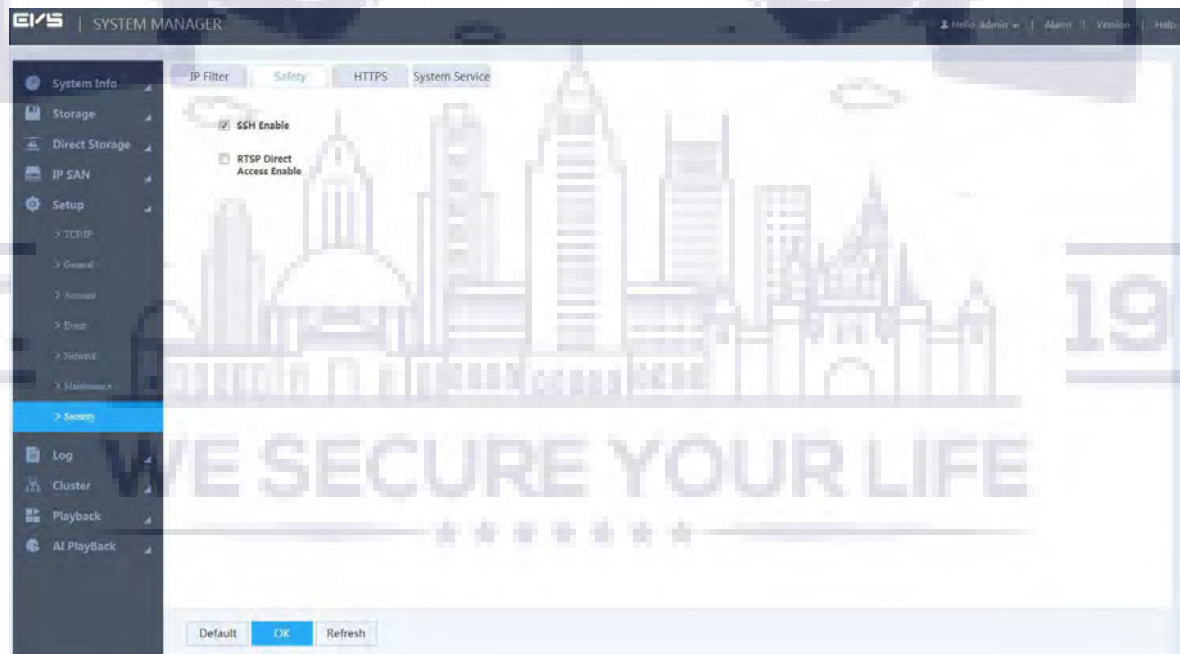 EVS | SYSTEM MANAGER
Hello admin | Alarm | Version | Help
IP Filter Safety HTTPS System Service
System Info
Storage
Direct Storage
IP SAN
Setup
> TCP/IP
> General
> Account
> Event
> Network
> Maintenance
> Security
Log
Cluster
Playback
AI PlayBack
SSH Enable
RTSP Direct
Access Enable
19
WE SECURE YOUR LIFE
Default OK Refresh